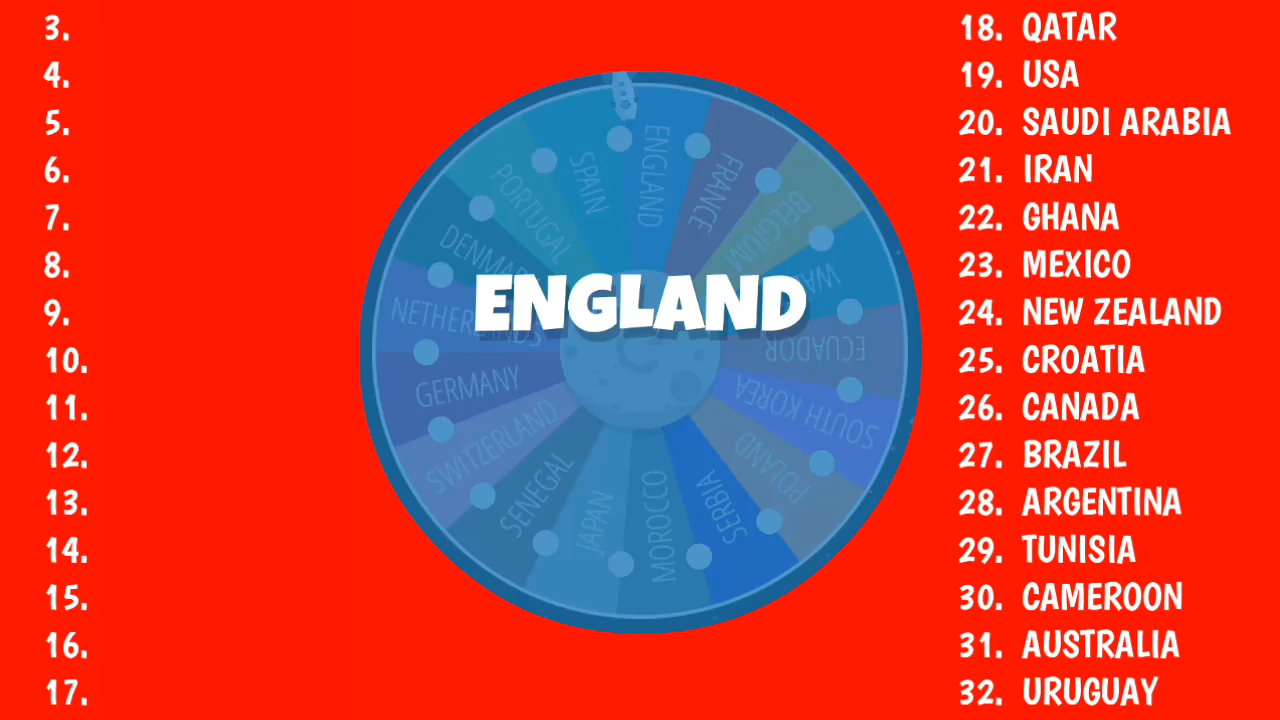 3.
4.
5.
6.
7.
8.
9.
10.
11.
12.
13.
14.
15.
16.
17.
ENGLAND
SPAIN
ENGLAND
FRANCE
BELGIUM
ECUADOR
SOUTH KOREA
POLAND
SERBIA
MOROCCO
JAPAN
SENEGAL
SWITZERLAND
GERMANY
PORTUGAL
18. QATAR
19. USA
20. SAUDI ARABIA
21. IRAN
22. GHANA
23. MEXICO
24. NEW ZEALAND
25. CROATIA
26. CANADA
27. BRAZIL
28. ARGENTINA
29. TUNISIA
30. CAMEROON
31. AUSTRALIA
32. URUGUAY